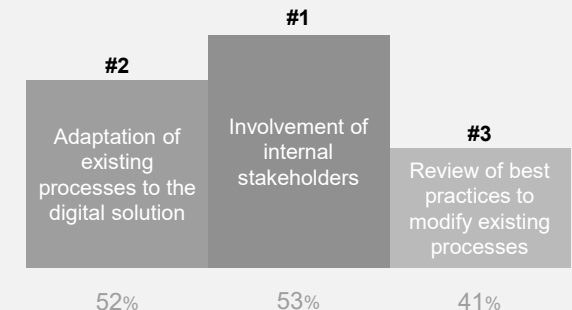 #1
#2
#3
Adaptation of
existing
processes to the
digital solution
Involvement of
internal
stakeholders
Review of best
practices to
modify existing
processes
52%
53%
41%